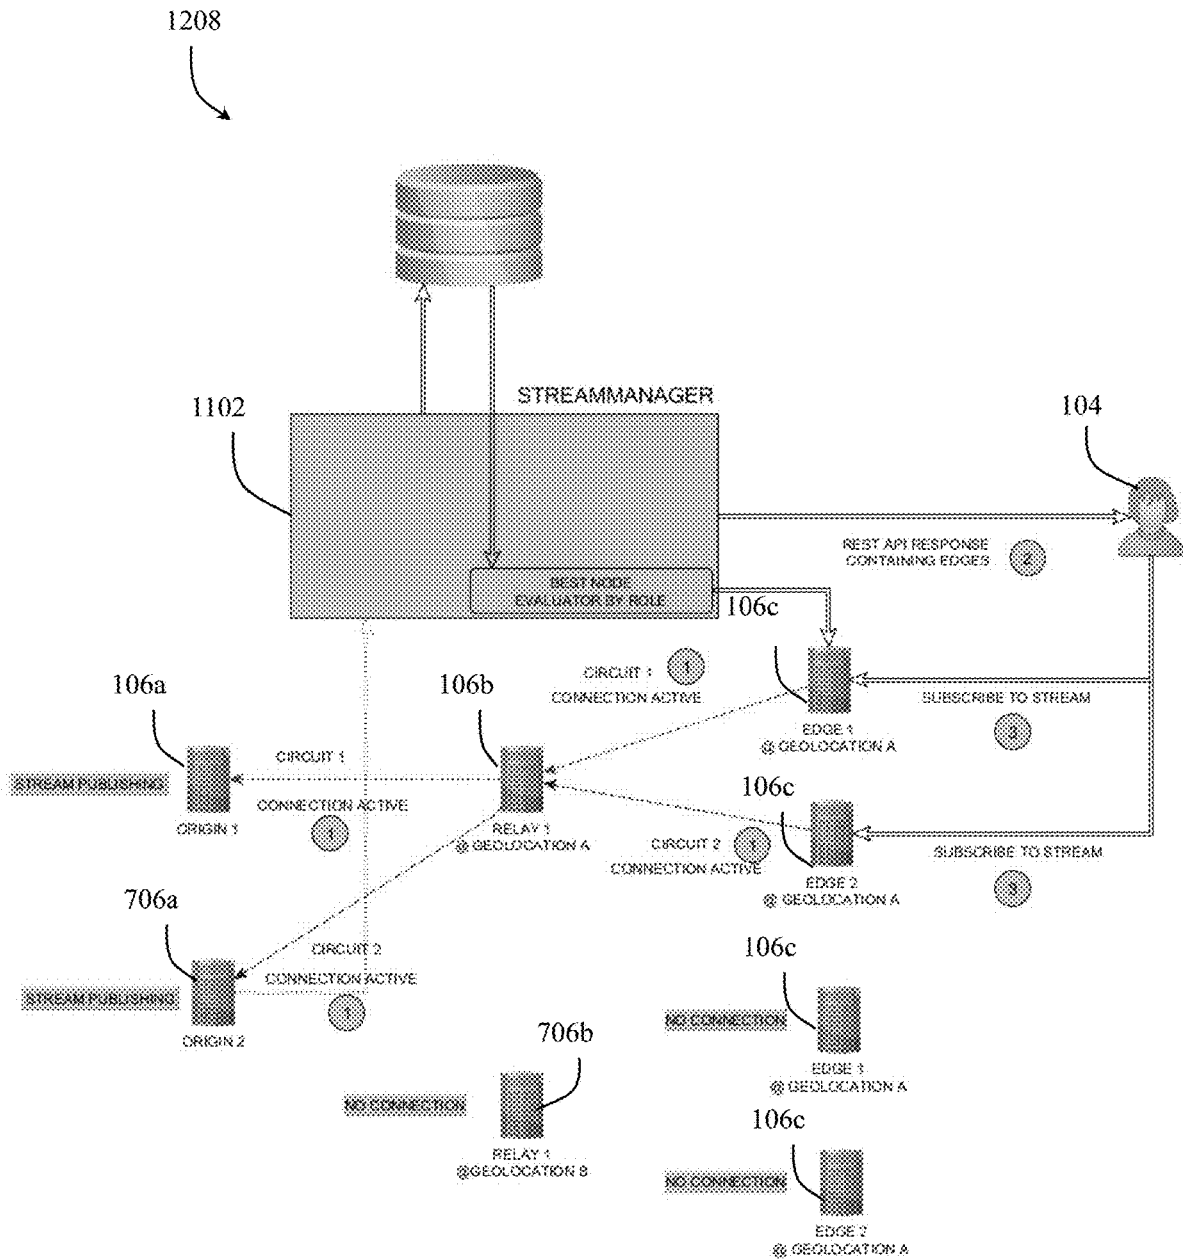 1208
STREAMMANAGER
1102
104
REST API RESPONSE
CONTAINING EDGES
2
BEST NODE
EVALUATOR BY ROLE
106c
CIRCUIT 1
1
CONNECTION ACTIVE
106a
106b
SUBSCRIBE TO STREAM
3
EDGE 1
@ GEOLOCATION A
CIRCUIT 1
STREAM PUBLISHING
CONNECTION ACTIVE
1
ORIGIN 1
RELAY 1
@ GEOLOCATION A
106c
CIRCUIT 2
1
CONNECTION ACTIVE
SUBSCRIBE TO STREAM
3
EDGE 2
@ GEOLOCATION A
706a
CIRCUIT 2
CONNECTION ACTIVE
STREAM PUBLISHING
1
ORIGIN 2
106c
NO CONNECTION
EDGE 1
@ GEOLOCATION A
706b
NO CONNECTION
RELAY 1
@GEOLOCATION B
106c
NO CONNECTION
EDGE 2
@ GEOLOCATION A